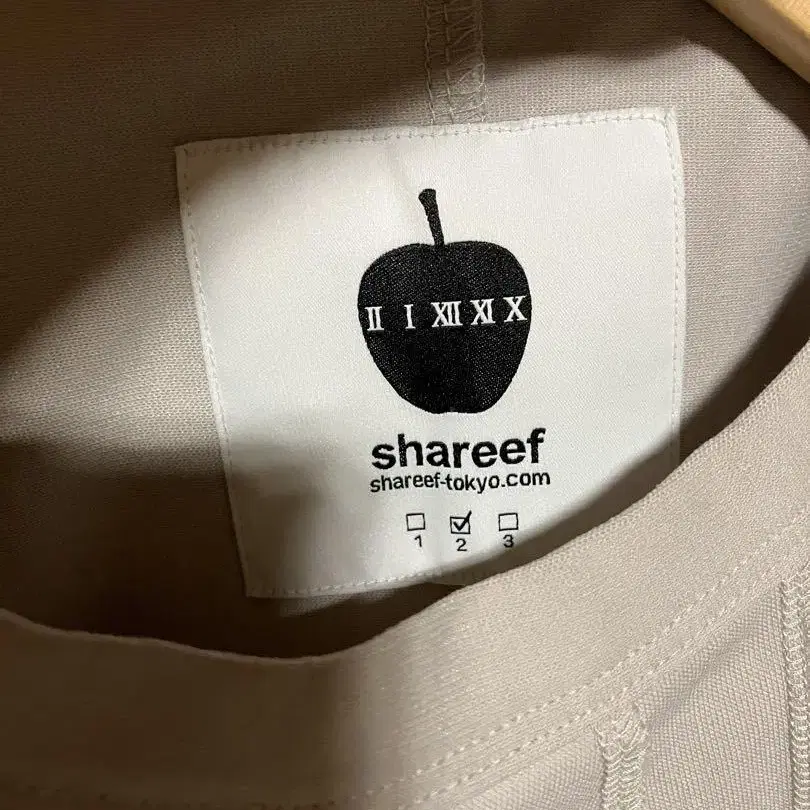 Ⅱ Ⅰ Ⅻ Ⅺ Ⅹ
shareef
shareef-tokyo.com
☐ ☑ ☐
1 2 3